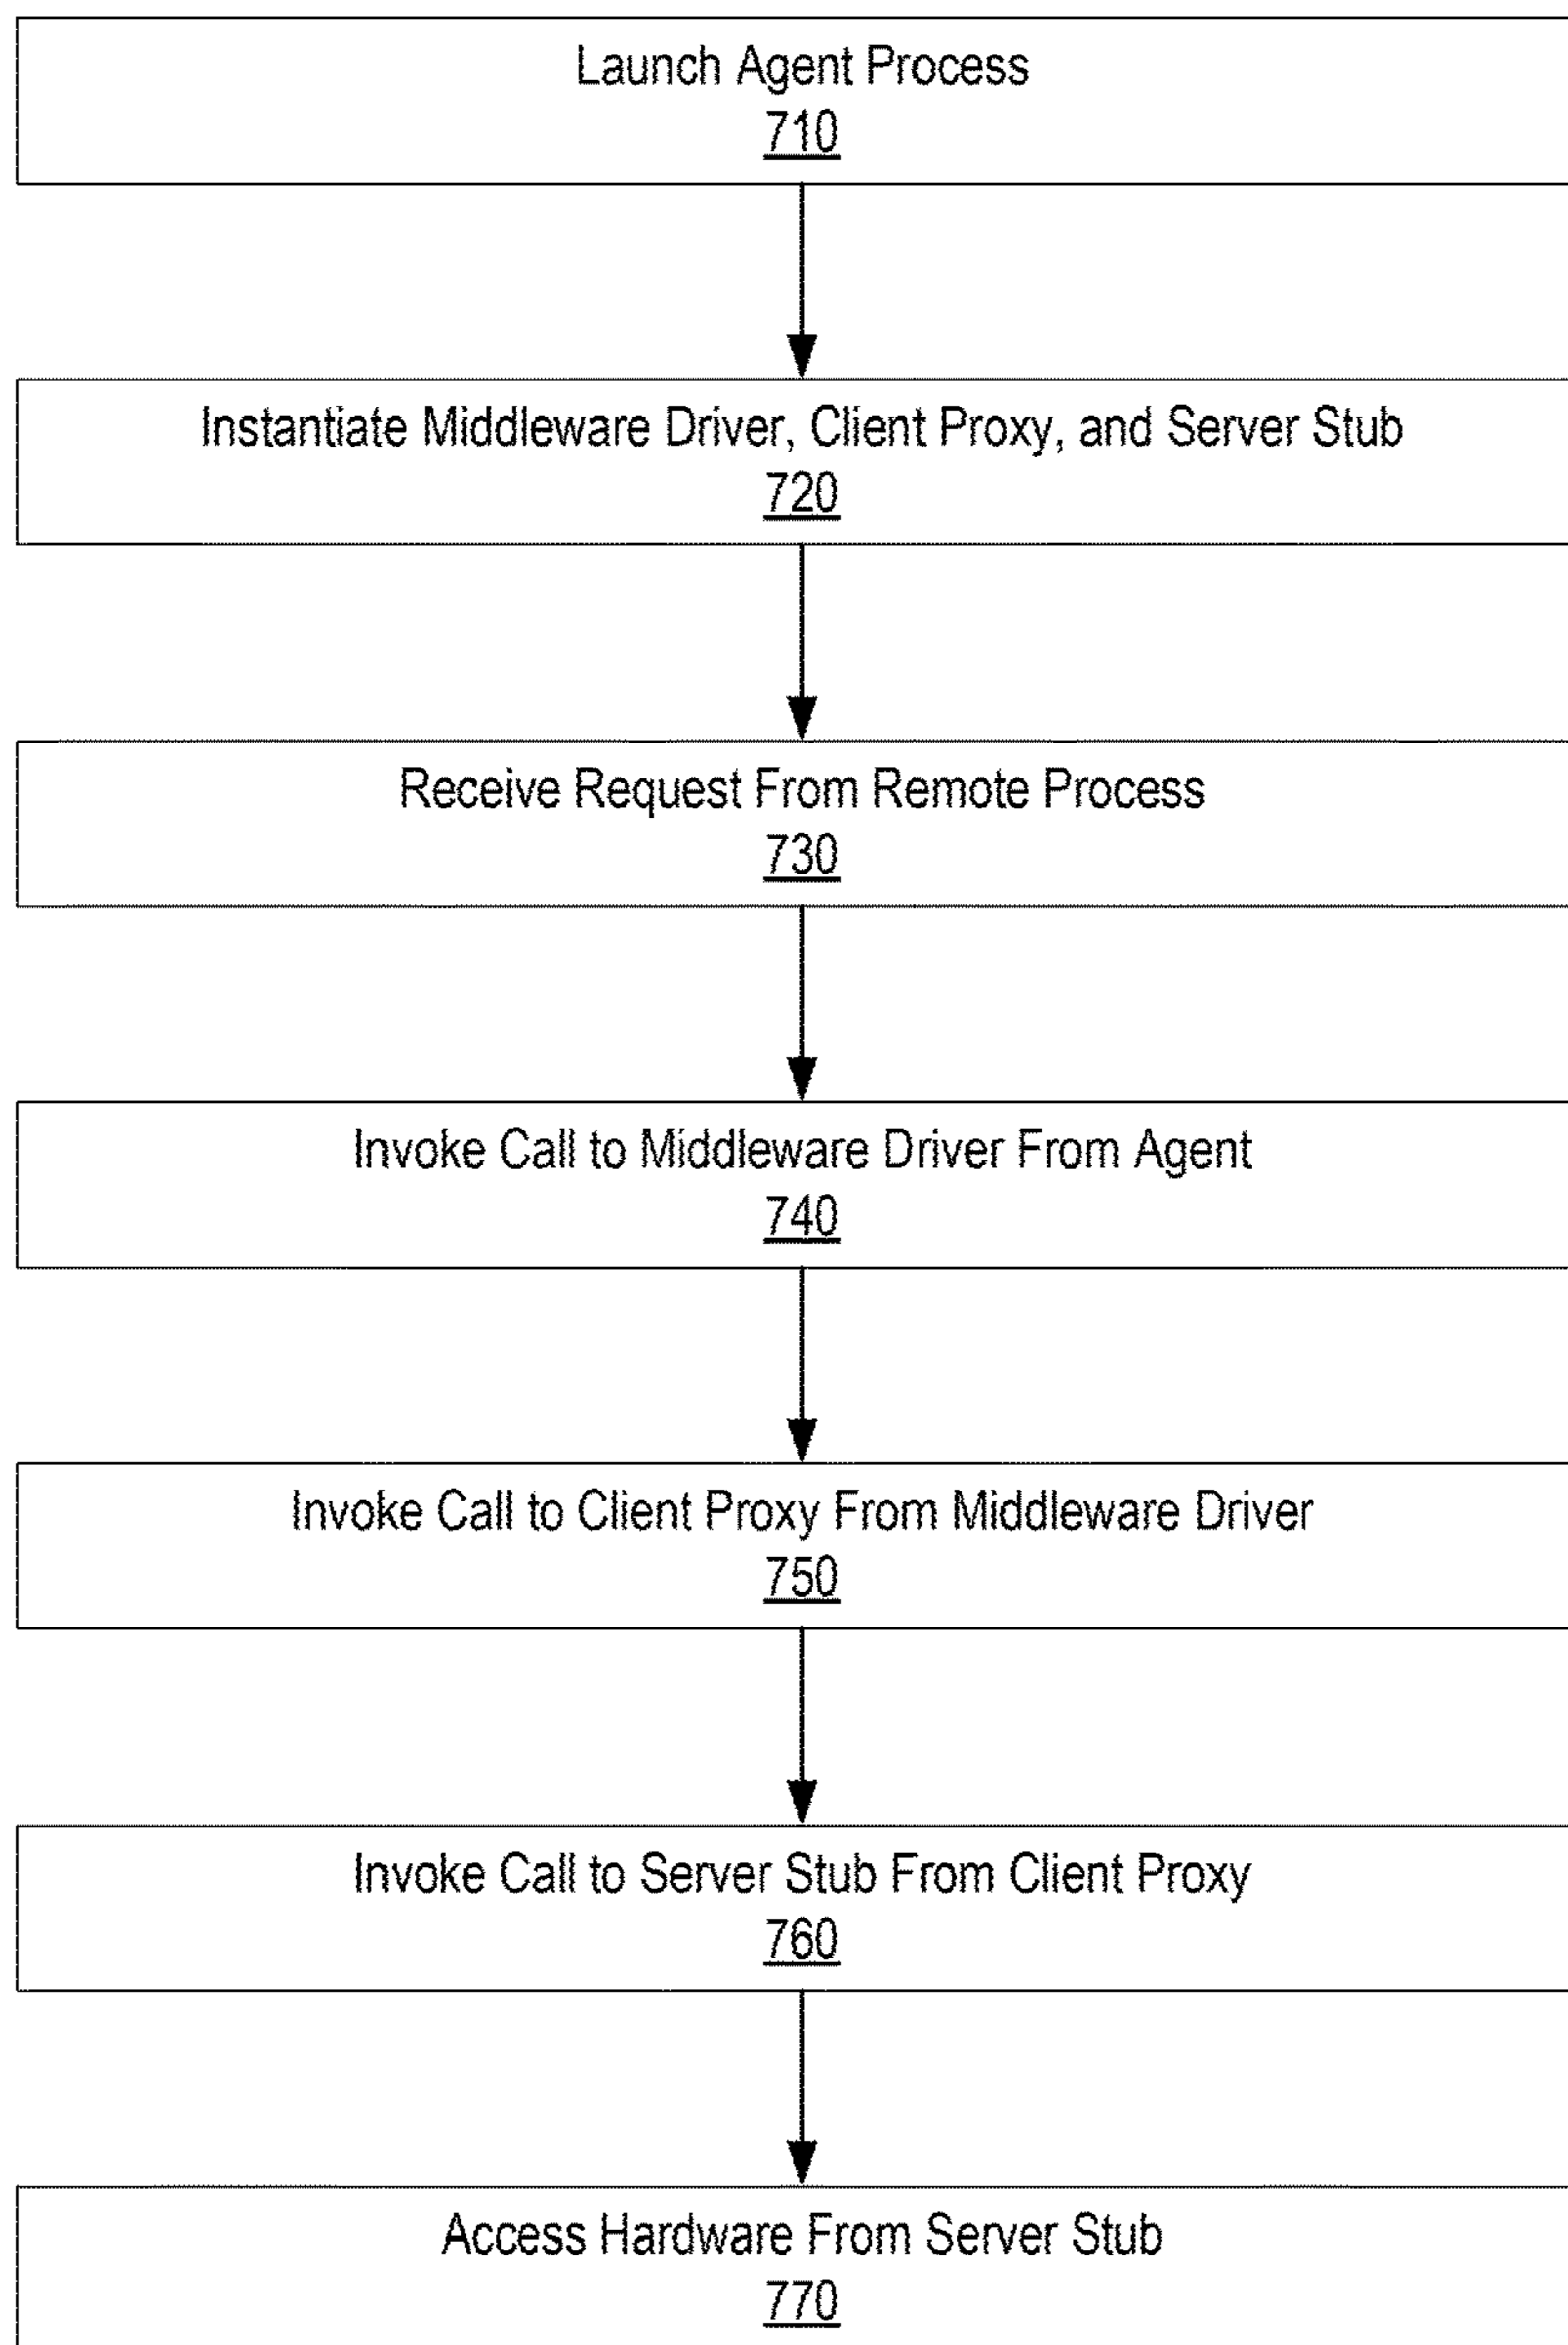 Launch Agent Process
710
Instantiate Middleware Driver, Client Proxy, and Server Stub
720
Receive Request From Remote Process
730
Invoke Call to Middleware Driver From Agent
740
Invoke Call to Client Proxy From Middleware Driver
750
Invoke Call to Server Stub From Client Proxy
760
Access Hardware From Server Stub
770